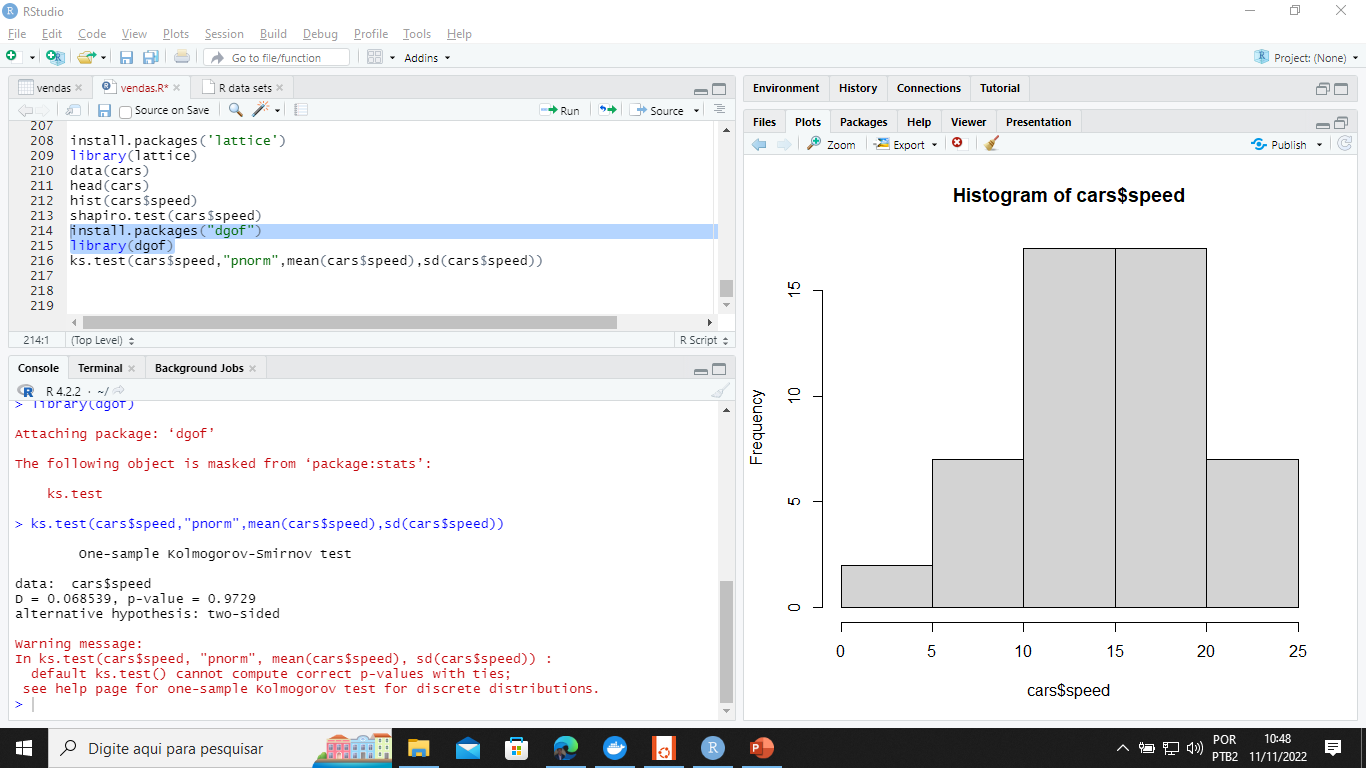 RStudio
File Edit Code View Plots Session Build Debug Profile Tools Help
Go to file/function
Addins
Project: (None)
vendas
vendas.R*
R data sets
Source on Save
Run
Source
207
208 install.packages('lattice')
209 library(lattice)
210 data(cars)
211 head(cars)
212 hist(cars$speed)
213 shapiro.test(cars$speed)
214 install.packages("dgof")
215 library(dgof)
216 ks.test(cars$speed,"pnorm",mean(cars$speed),sd(cars$speed))
217
218
219
214:1 (Top Level) R Script
Console Terminal Background Jobs
R 4.2.2 · ~/
> library(dgof)
Attaching package: ‘dgof’
The following object is masked from ‘package:stats’:
ks.test
> ks.test(cars$speed,"pnorm",mean(cars$speed),sd(cars$speed))
One-sample Kolmogorov-Smirnov test
data: cars$speed
D = 0.068539, p-value = 0.9729
alternative hypothesis: two-sided
Warning message:
In ks.test(cars$speed, "pnorm", mean(cars$speed), sd(cars$speed)) :
default ks.test() cannot compute correct p-values with ties;
see help page for one-sample Kolmogorov test for discrete distributions.
>
Environment History Connections Tutorial
Files Plots Packages Help Viewer Presentation
Zoom Export Publish
Histogram of cars$speed
Frequency
15
10
5
0
0 5 10 15 20 25
cars$speed
Digite aqui para pesquisar
POR
PTB2
10:48
11/11/2022